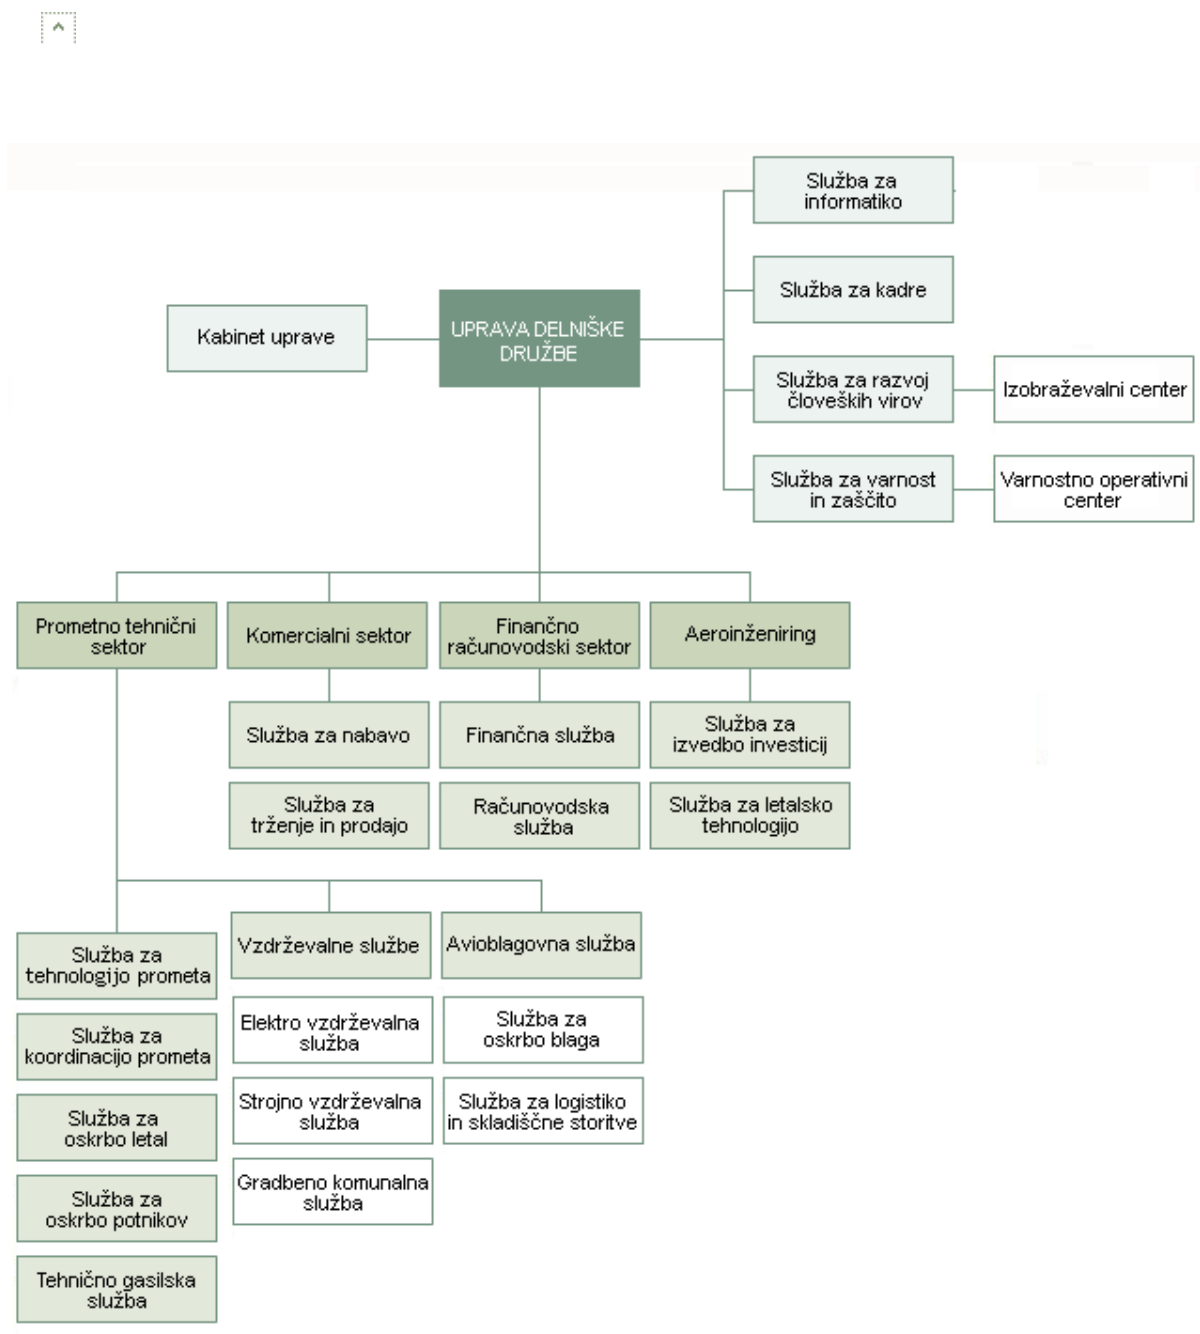 Služba za
informatiko
Služba za kadre
Kabinet uprave
UPRAVA DELNIŠKE
DRUŽBE
Služba za razvoj
človeških virov
Izobraževalni center
Služba za varnost
in zaščito
Varnostno operativni
center
Prometno tehnični
sektor
Komercialni sektor
Finančno
računovodski sektor
Aeroinženiring
Služba za nabavo
Finančna služba
Služba za
izvedbo investicij
Služba za
trženje in prodajo
Računovodska
služba
Služba za letalsko
tehnologijo
Služba za
tehnologijo prometa
Vzdrževalne službe
Avioblagovna služba
Služba za
koordinacijo prometa
Elektro vzdrževalna
služba
Služba za
oskrbo blaga
Služba za
oskrbo letal
Strojno vzdrževalna
služba
Služba za logistiko
in skladiščne storitve
Služba za
oskrbo potnikov
Gradbeno komunalna
služba
Tehnično gasilska
služba